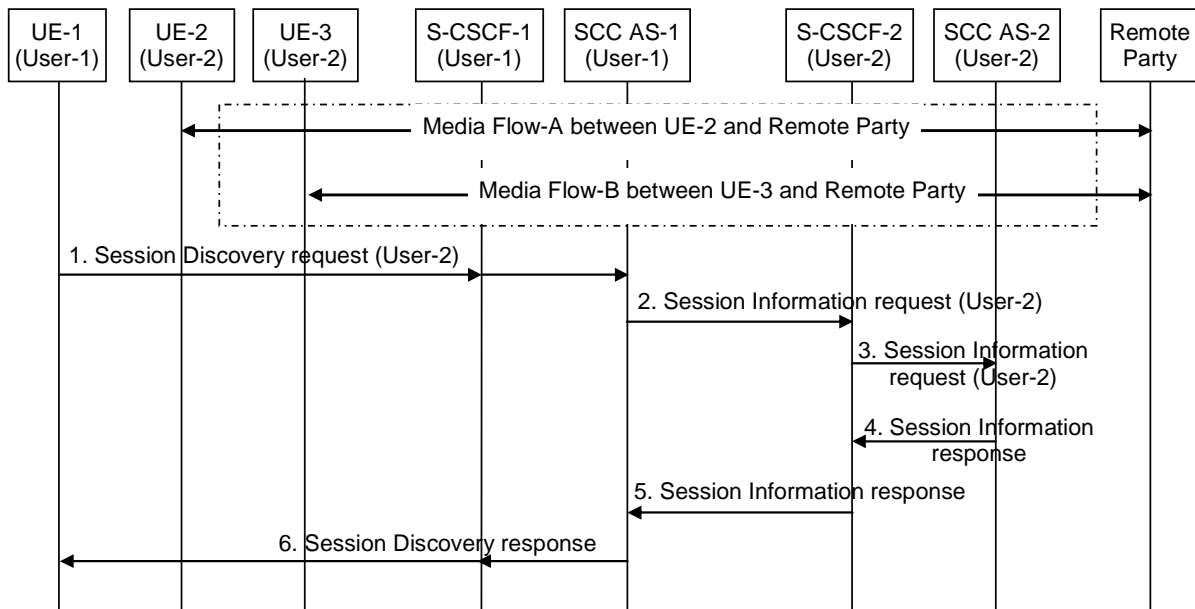 UE-1
(User-1)
UE-2
(User-2)
UE-3
(User-2)
S-CSCF-1
(User-1)
SCC AS-1
(User-1)
S-CSCF-2
(User-2)
SCC AS-2
(User-2)
Remote
Party
Media Flow-A between UE-2 and Remote Party
Media Flow-B between UE-3 and Remote Party
1. Session Discovery request (User-2)
2. Session Information request (User-2)
3. Session Information
request (User-2)
4. Session Information
response
5. Session Information response
6. Session Discovery response